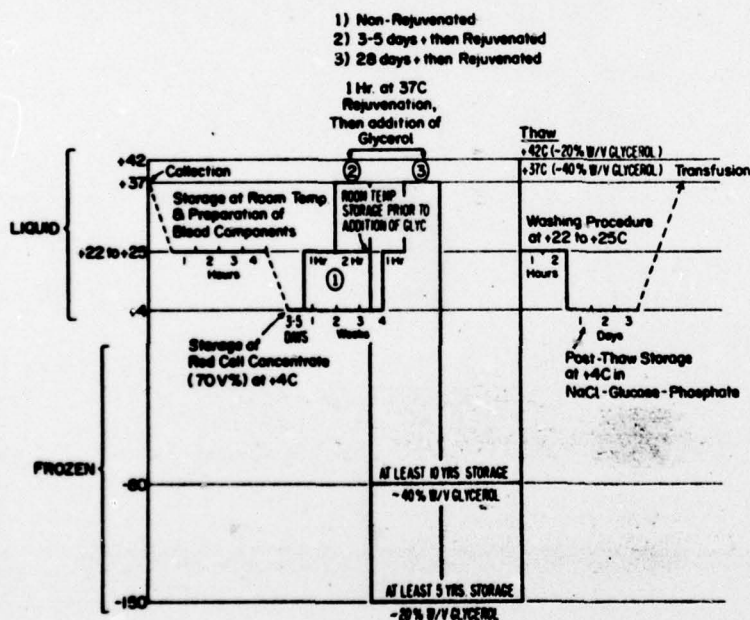 1) Non-Rejuvenated
2) 3-5 days + then Rejuvenated
3) 28 days + then Rejuvenated
1 Hr. at 37C
Rejuvenation,
Then addition of
Glycerol
Thaw
+42C (~20% W/V GLYCEROL)
+37C (~40% W/V GLYCEROL)
Transfusion
+42
+37
Collection
2
3
Storage at Room Temp
& Preparation of
Blood Components
ROOM TEMP
STORAGE PRIOR TO
ADDITION OF GLYC
Washing Procedure
at +22 to +25C
LIQUID
+22 to +25
1 2 3 4
Hours
1 Hr
2 Hr
1 Hr
1
1 2
Hours
+4
3-5
DAYS
1 2 3 4
Weeks
1 2 3
Days
Storage of
Red Cell Concentrate
(70V%) at +4C
Post-Thaw Storage
at +4C in
NaCl-Glucose-Phosphate
FROZEN
-80
AT LEAST 10 YRS STORAGE
~40% W/V GLYCEROL
AT LEAST 5 YRS. STORAGE
-150
~20% W/V GLYCEROL